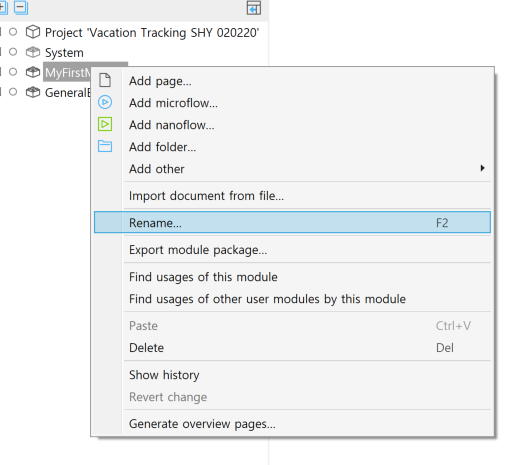 Project 'Vacation Tracking SHY 020220'
System
MyFirstM
GeneralE
Add page...
Add microflow...
Add nanoflow...
Add folder...
Add other
Import document from file...
Rename... F2
Export module package...
Find usages of this module
Find usages of other user modules by this module
Paste Ctrl+V
Delete Del
Show history
Revert change
Generate overview pages...